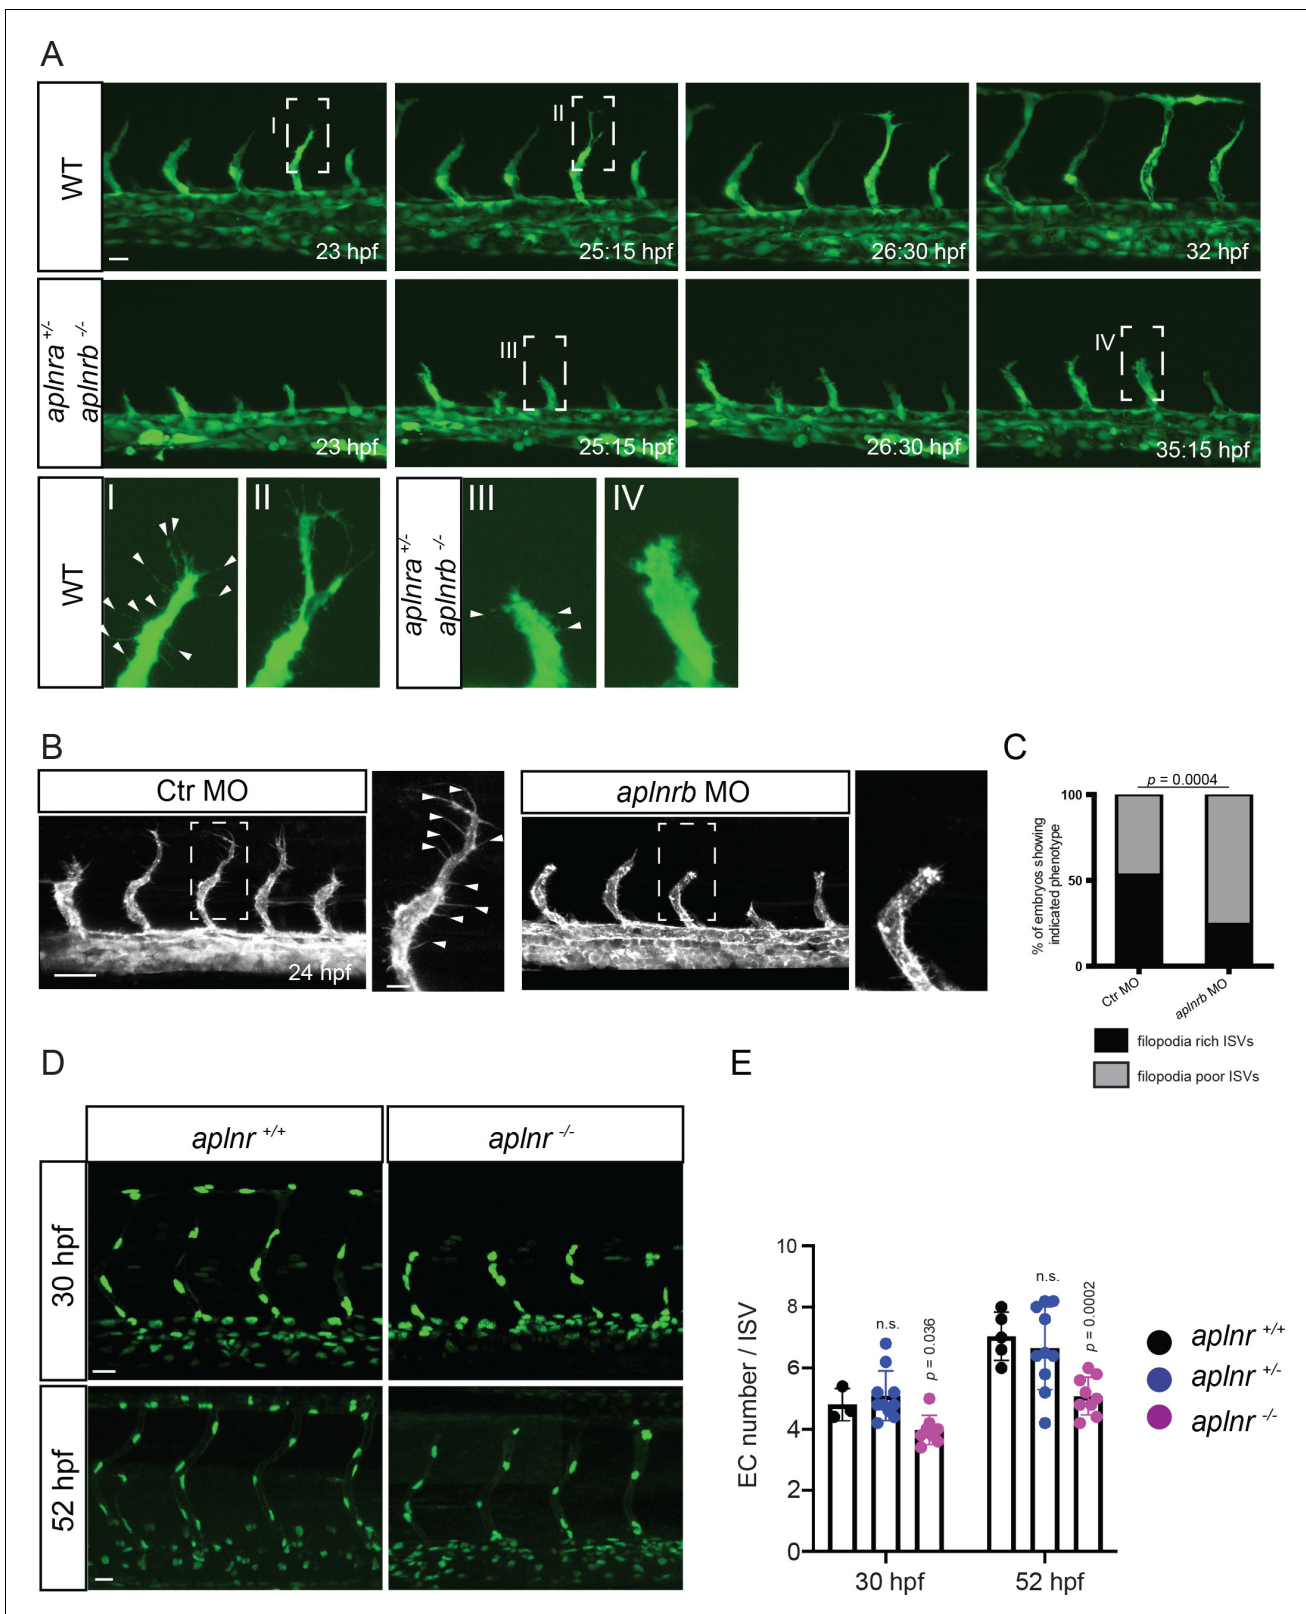 A
WT
I
23 hpf
II
25:15 hpf
26:30 hpf
32 hpf
aplnra +/-
aplnrb -/-
23 hpf
III
25:15 hpf
26:30 hpf
IV
35:15 hpf
WT
I
II
aplnra +/-
aplnrb -/-
III
IV
B
Ctr MO
24 hpf
aplnrb MO
C
p = 0.0004
% of embryos showing
indicated phenotype
100
50
0
Ctr MO
aplnrb MO
filopodia rich ISVs
filopodia poor ISVs
D
aplnr +/+
aplnr -/-
30 hpf
52 hpf
E
EC number / ISV
10
8
6
4
2
0
n.s.
p = 0.036
n.s.
p = 0.0002
30 hpf
52 hpf
aplnr +/+
aplnr +/-
aplnr -/-